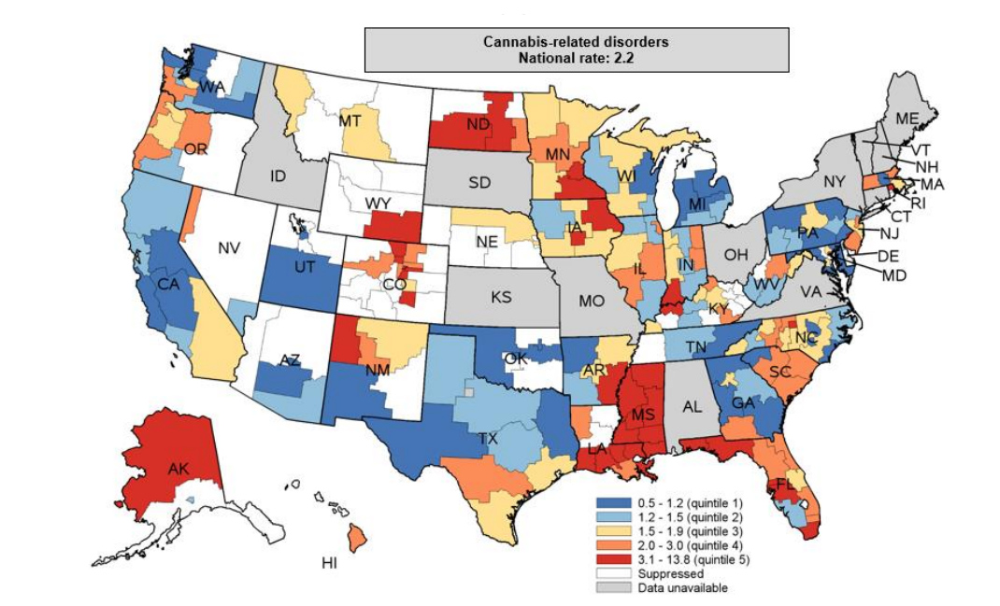 Cannabis-related disorders
National rate: 2.2
WA
MT
ND
MN
ME
VT
NH
OR
ID
SD
WI
NY
MA
RI
CT
WY
MI
IA
PA
NJ
NV
NE
OH
DE
MD
UT
CO
IL
IN
WV
VA
CA
KS
MO
KY
AZ
NM
OK
AR
TN
NC
SC
MS
AL
GA
TX
LA
AK
FL
HI
0.5 - 1.2 (quintile 1)
1.2 - 1.5 (quintile 2)
1.5 - 1.9 (quintile 3)
2.0 - 3.0 (quintile 4)
3.1 - 13.8 (quintile 5)
Suppressed
Data unavailable